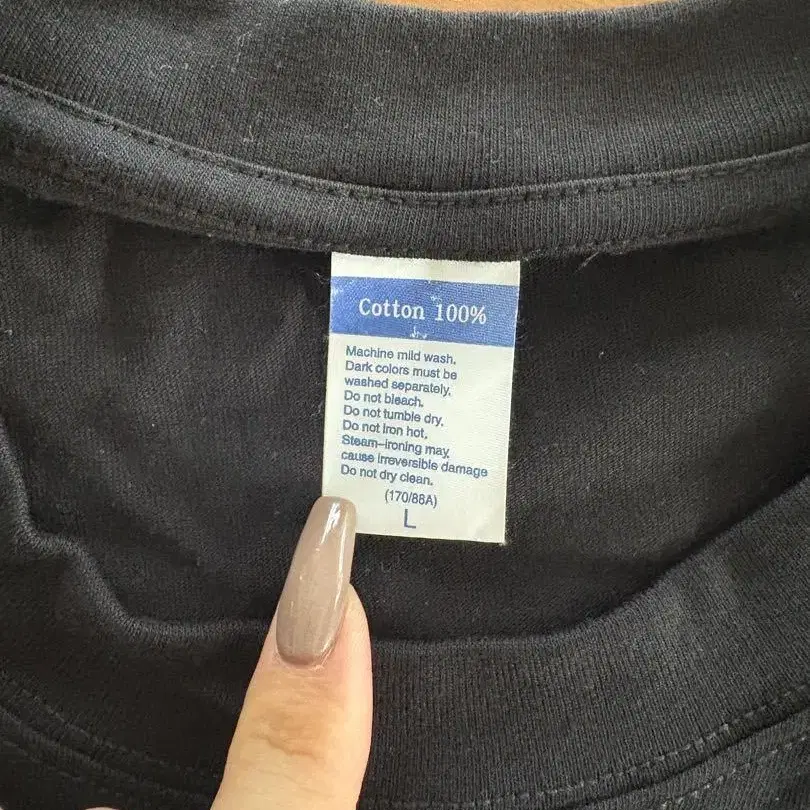 Cotton 100%
Machine mild wash.
Dark colors must be
washed separately.
Do not bleach.
Do not tumble dry.
Do not iron hot.
Steam-ironing may
cause irreversible damage
Do not dry clean.
(170/88A)
L